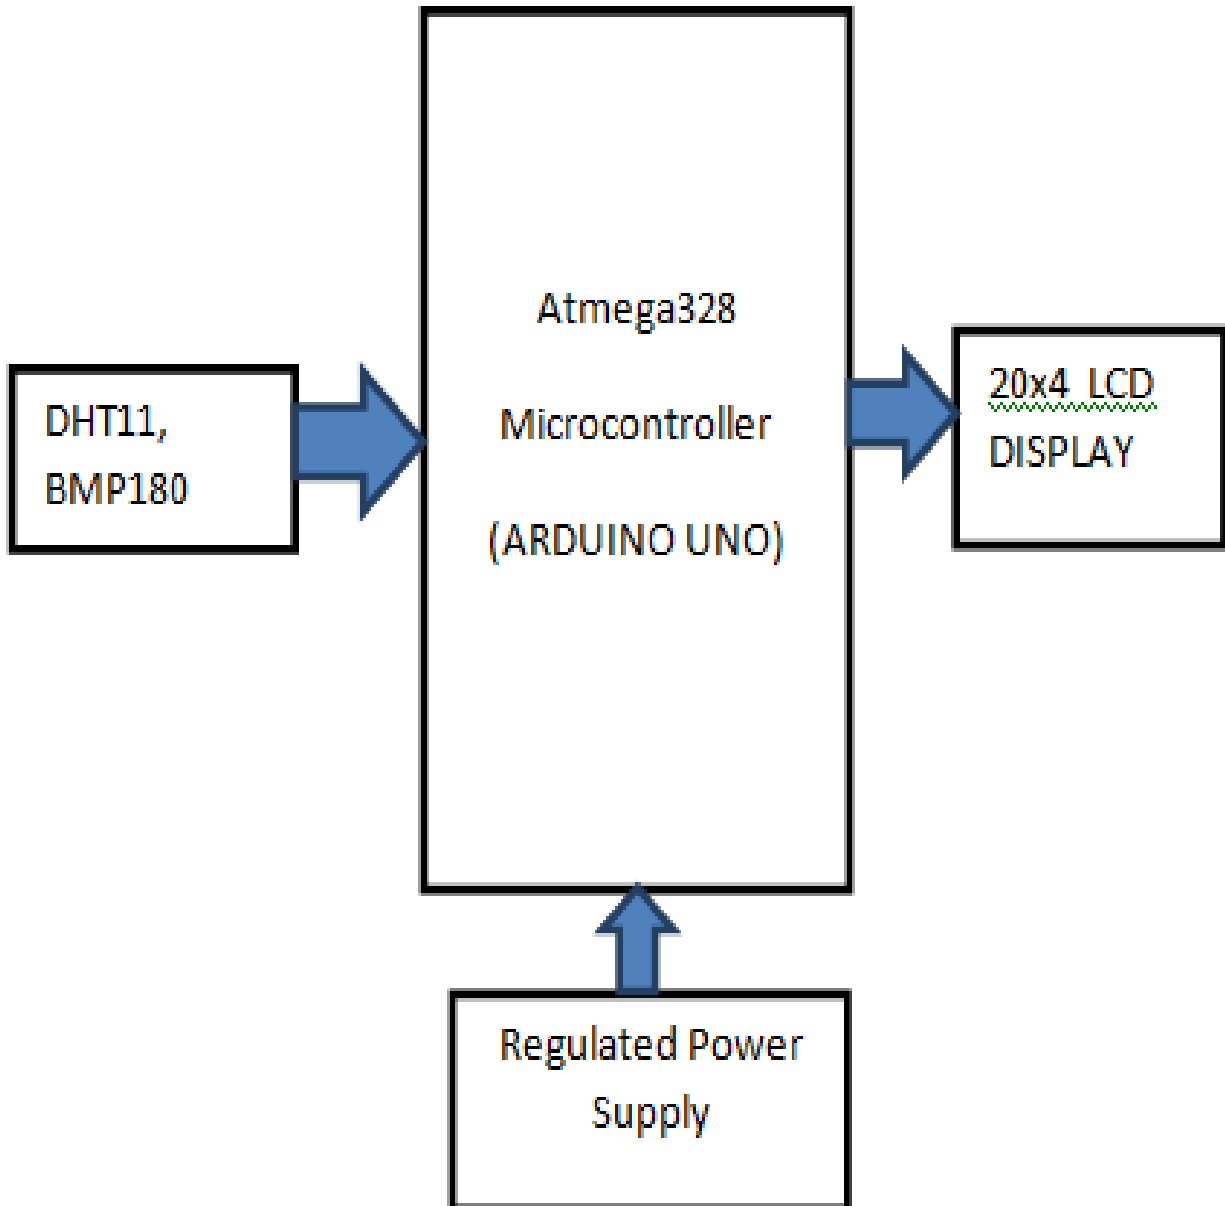 DHT11,
BMP180
Atmega328
Microcontroller
(ARDUINO UNO)
20x4 LCD
DISPLAY
Regulated Power
Supply